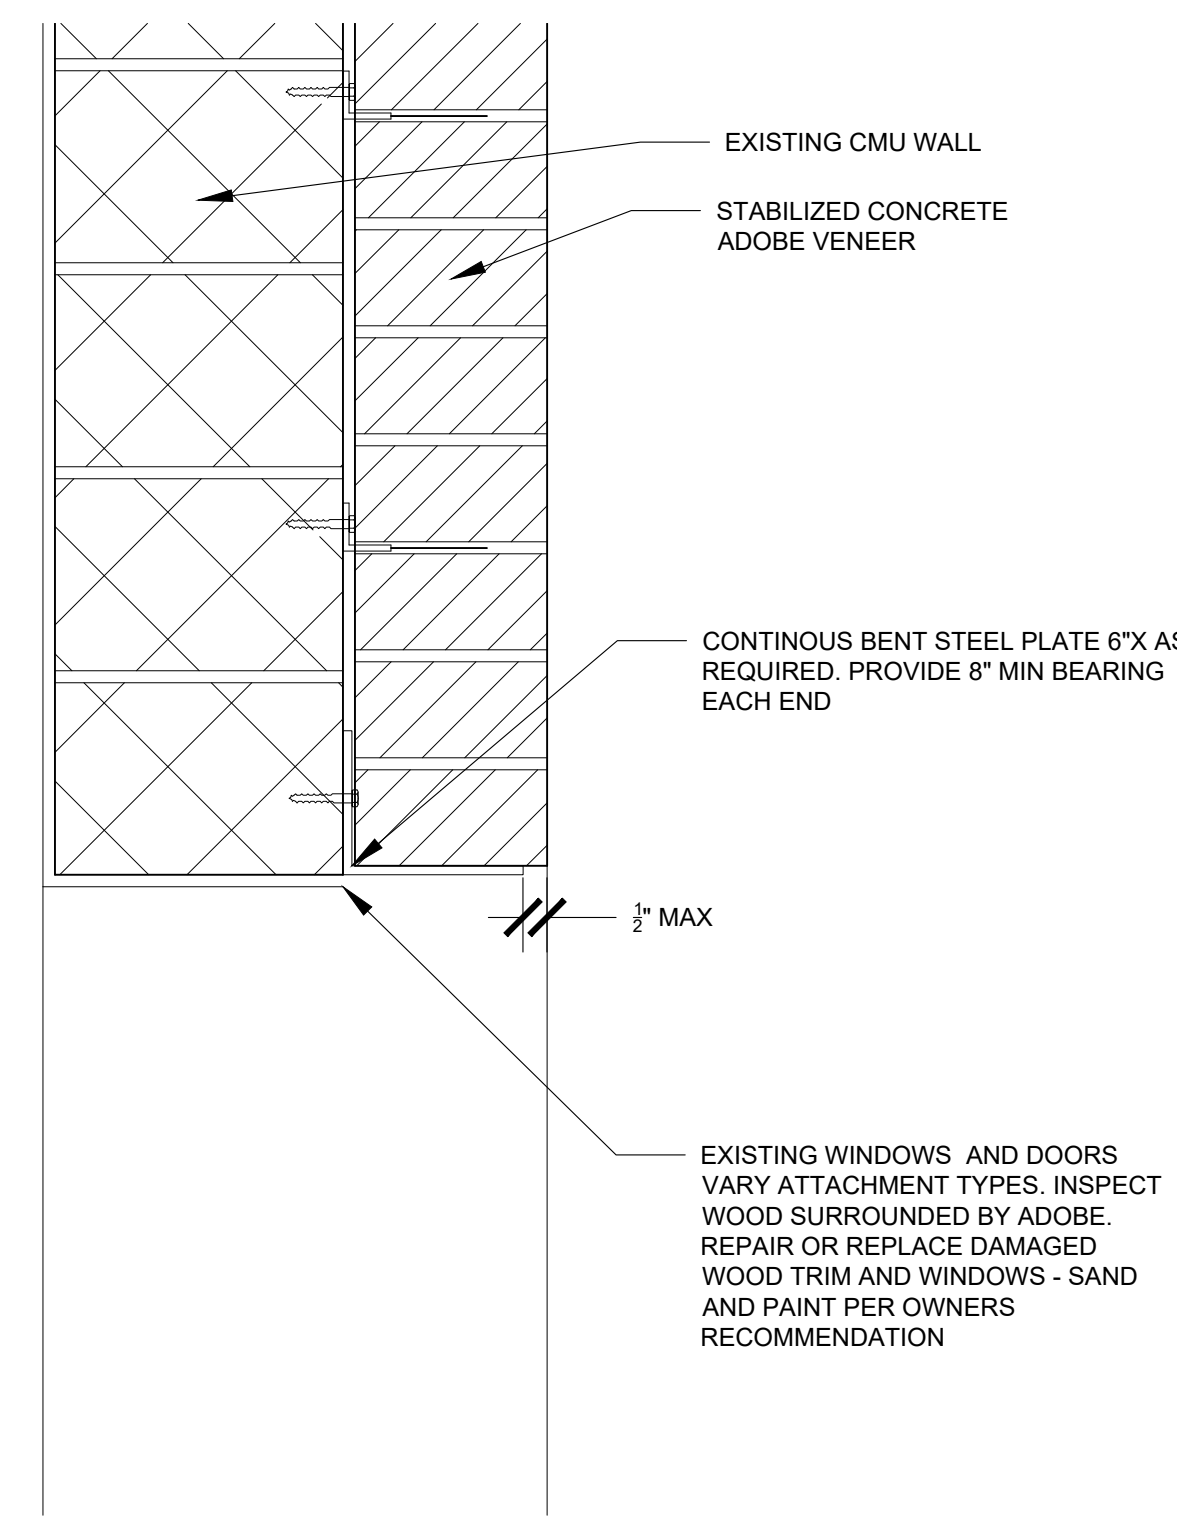 EXISTING CMU WALL
STABILIZED CONCRETE
ADOBE VENEER
CONTINOUS BENT STEEL PLATE 6"X
REQUIRED. PROVIDE 8" MIN BEARING
EACH END
½" MAX
EXISTING WINDOWS AND DOORS
VARY ATTACHMENT TYPES. INSPECT
WOOD SURROUNDED BY ADOBE.
REPAIR OR REPLACE DAMAGED
WOOD TRIM AND WINDOWS - SAND
AND PAINT PER OWNERS
RECOMMENDATION